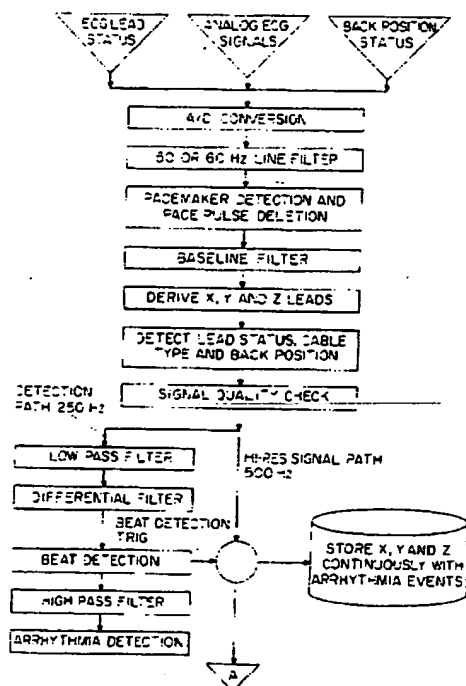 ECG LEAD
STATUS
ANALOG ECG
SIGNALS
BACK POSITION
STATUS
A/D CONVERSION
50 OR 60 Hz LINE FILTER
PACEMAKER DETECTION AND
PACE PULSE DELETION
BASELINE FILTER
DERIVE X, Y AND Z LEADS
DETECT LEAD STATUS, CABLE
TYPE AND BACK POSITION
SIGNAL QUALITY CHECK
DETECTION
PATH 250 Hz
HI-RES SIGNAL PATH
500 Hz
LOW PASS FILTER
DIFFERENTIAL FILTER
BEAT DETECTION
TRIG
BEAT DETECTION
STORE X, Y AND Z
CONTINUOUSLY WITH
ARRHYTHMIA EVENTS
HIGH PASS FILTER
ARRHYTHMIA DETECTION
A